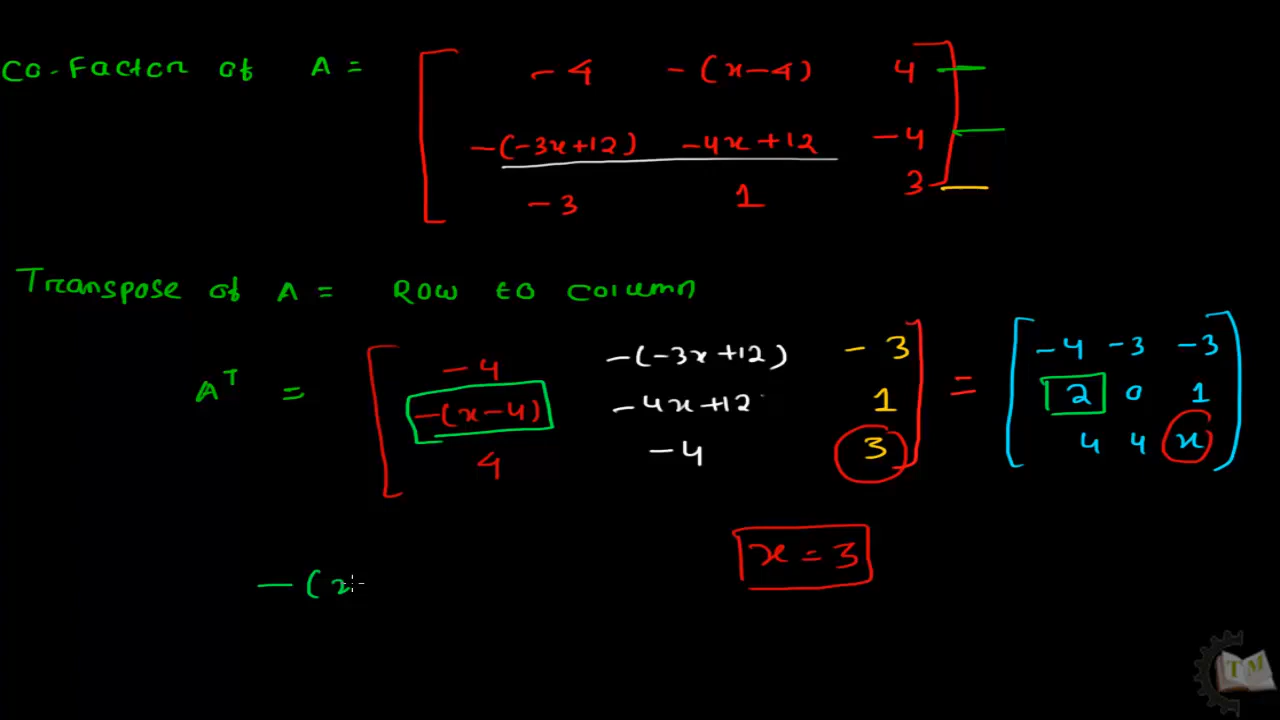 Co-Factor of A = [ -4 -(x-4) 4
-(-3x+12) -4x+12 -4
-3 1 3 ]
Transpose of A = Row to column
A^T = [ -4 -(-3x+12) -3 ] = [ -4 -3 -3 ]
-(x-4) -4x+12 1 2 0 1
4 -4 3 4 4 x
x = 3
-(x
TM